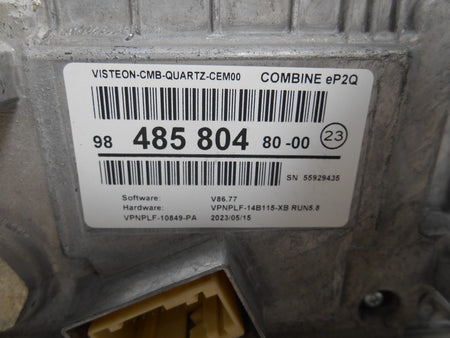 VISTEON-CMB-QUARTZ-CEM00 COMBINE eP2Q
98 485 804 80-00 23
SN 55929435
Software: V86.77
Hardware: VPNPLF-14B115-XB RUN5.8
VPNPLF-10849-PA 2023/05/15